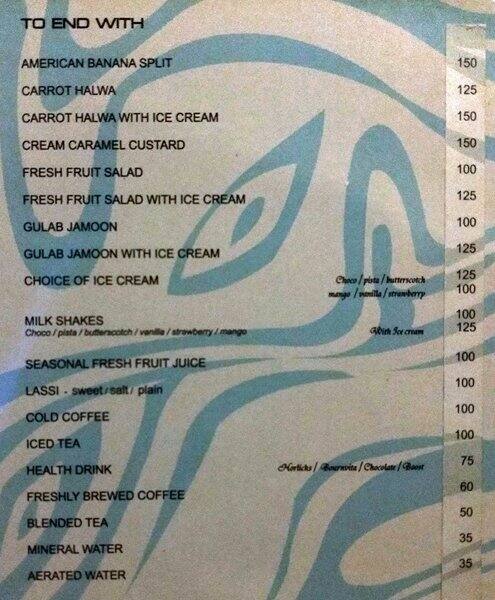 TO END WITH
AMERICAN BANANA SPLIT 150
CARROT HALWA 125
CARROT HALWA WITH ICE CREAM 150
CREAM CARAMEL CUSTARD 150
FRESH FRUIT SALAD 100
FRESH FRUIT SALAD WITH ICE CREAM 125
GULAB JAMOON 100
GULAB JAMOON WITH ICE CREAM 125
CHOICE OF ICE CREAM Choco / pista / butterscotch 125
mango / vanilla / strawberry 100
MILK SHAKES 100
Choco / pista / butterscotch / vanilla / strawberry / mango With Ice cream 125
SEASONAL FRESH FRUIT JUICE 100
LASSI - sweet / salt / plain 100
COLD COFFEE 100
ICED TEA 100
HEALTH DRINK Horlicks / Bournvita / Chocolate / Boost 75
FRESHLY BREWED COFFEE 60
BLENDED TEA 50
MINERAL WATER 35
AERATED WATER 35